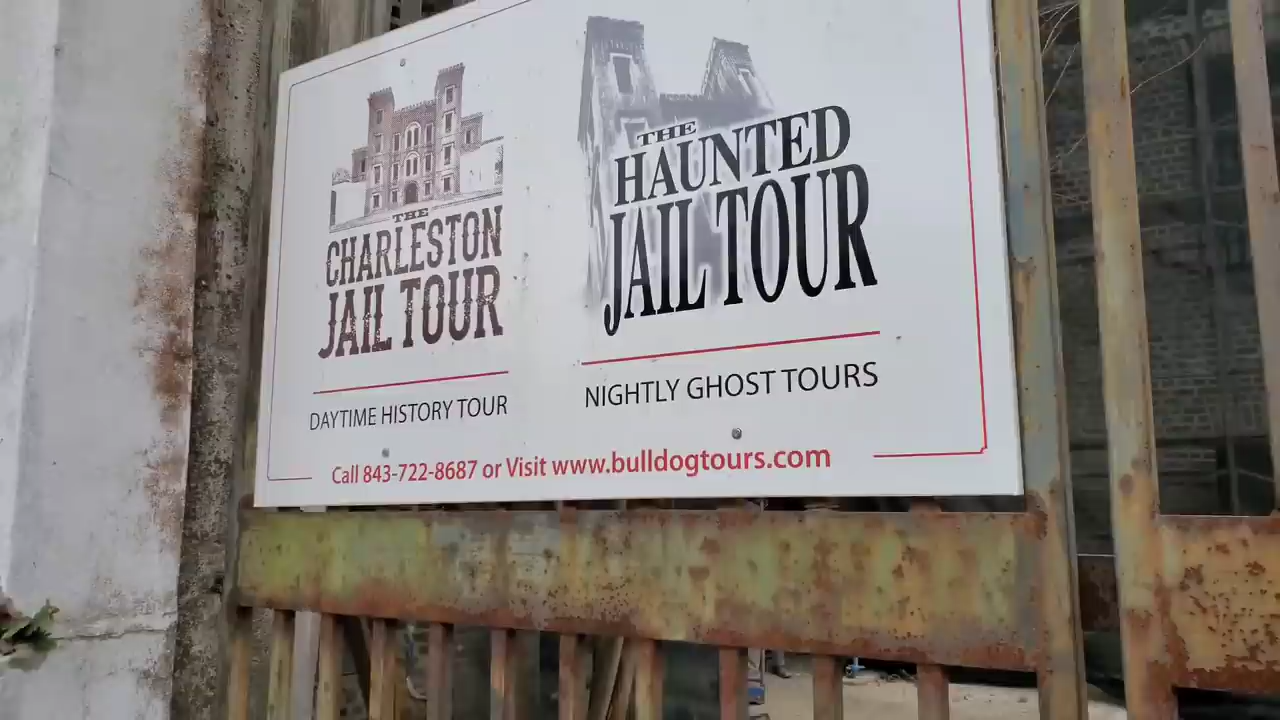 THE
CHARLESTON
JAIL TOUR
DAYTIME HISTORY TOUR
THE
HAUNTED
JAIL TOUR
NIGHTLY GHOST TOURS
Call 843-722-8687 or Visit www.bulldogtours.com